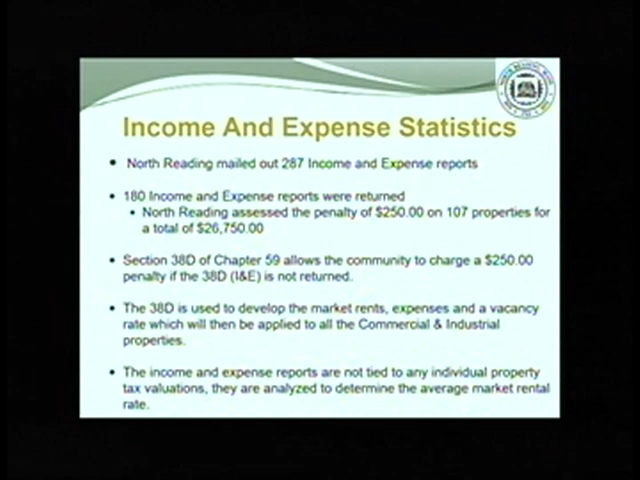 Income And Expense Statistics
• North Reading mailed out 287 Income and Expense reports
• 180 Income and Expense reports were returned
• North Reading assessed the penalty of $250.00 on 107 properties for
a total of $26,750.00
• Section 38D of Chapter 59 allows the community to charge a $250.00
penalty if the 38D (I&E) is not returned.
• The 38D is used to develop the market rents, expenses and a vacancy
rate which will then be applied to all the Commercial & Industrial
properties.
• The income and expense reports are not tied to any individual property
tax valuations, they are analyzed to determine the average market rental
rate.